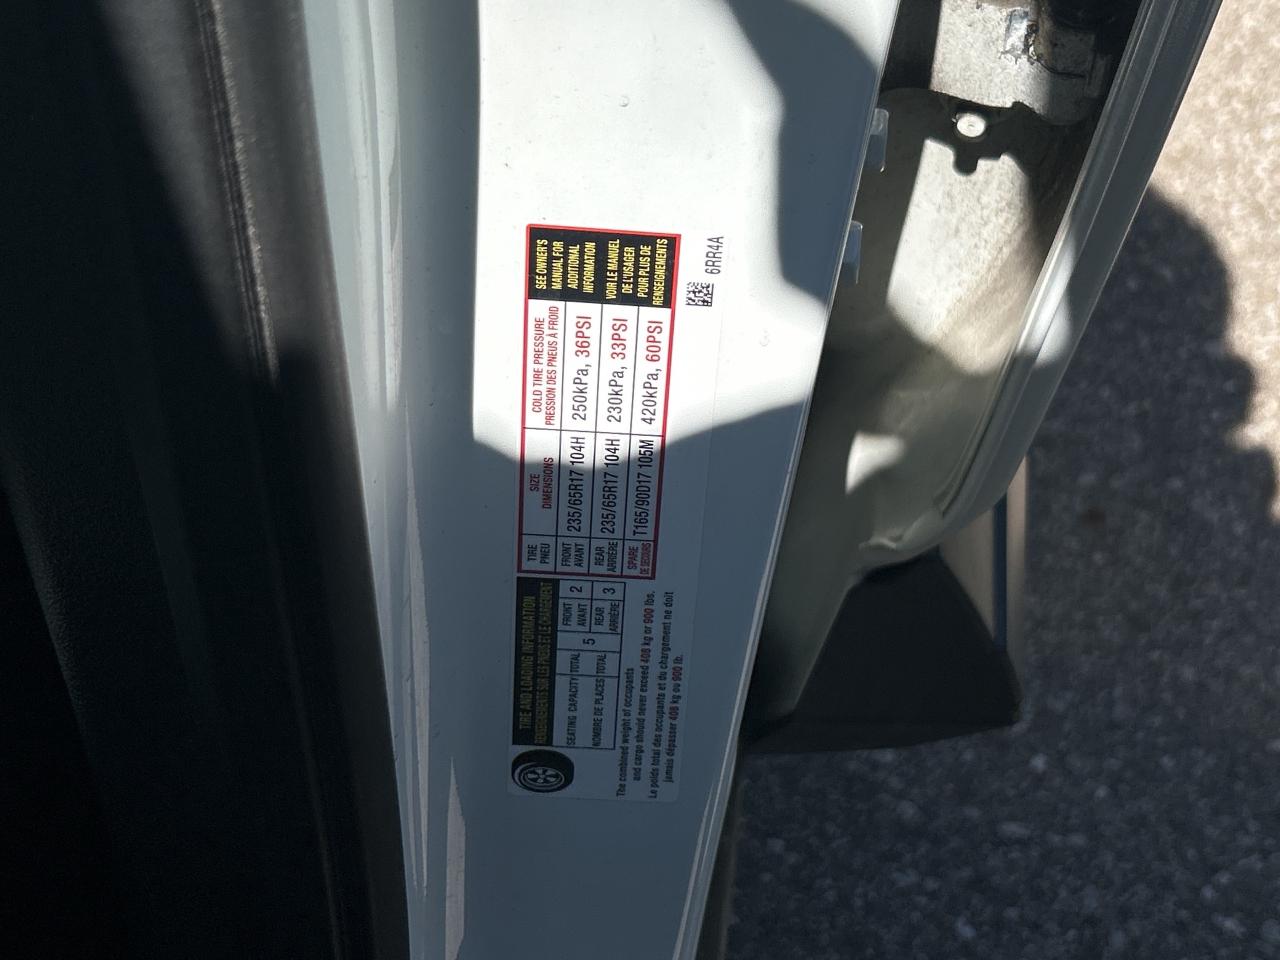 TIRE AND LOADING INFORMATION
RENSEIGNEMENTS SUR LES PNEUS ET LE CHARGEMENT
SEATING CAPACITY TOTAL 5 FRONT AVANT 2
NOMBRE DE PLACES TOTAL REAR ARRIÈRE 3
The combined weight of occupants
and cargo should never exceed 408 kg or 900 lbs.
Le poids total des occupants et du chargement ne doit
jamais dépasser 408 kg ou 900 lb.
TIRE PNEU SIZE DIMENSIONS COLD TIRE PRESSURE PRESSION DES PNEUS À FROID
FRONT AVANT 235/65R17 104H 250kPa, 36PSI
REAR ARRIÈRE 235/65R17 104H 230kPa, 33PSI
SPARE DE SECOURS T165/90D17 105M 420kPa, 60PSI
SEE OWNER'S
MANUAL FOR
ADDITIONAL
INFORMATION
VOIR LE MANUEL
DE L'USAGER
POUR PLUS DE
RENSEIGNEMENTS
6RR4A